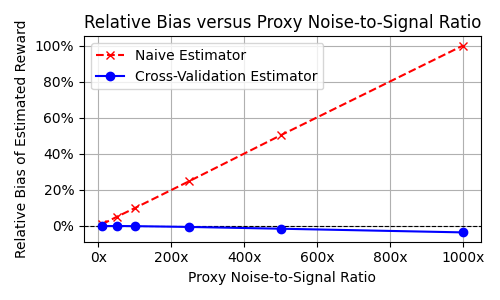 Relative Bias versus Proxy Noise-to-Signal Ratio
Relative Bias of Estimated Reward
100%
80%
60%
40%
20%
0%
Naive Estimator
Cross-Validation Estimator
0x
200x
400x
600x
800x
1000x
Proxy Noise-to-Signal Ratio